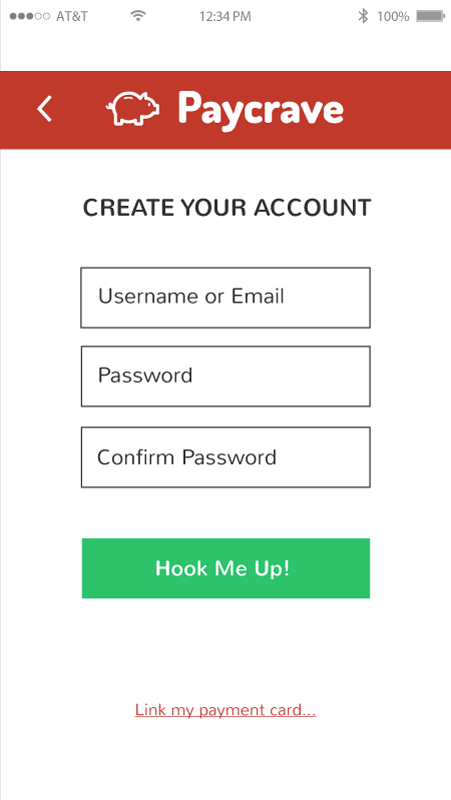 AT&T 12:34 PM 100%
Paycrave
CREATE YOUR ACCOUNT
Username or Email
Password
Confirm Password
Hook Me Up!
Link my payment card...